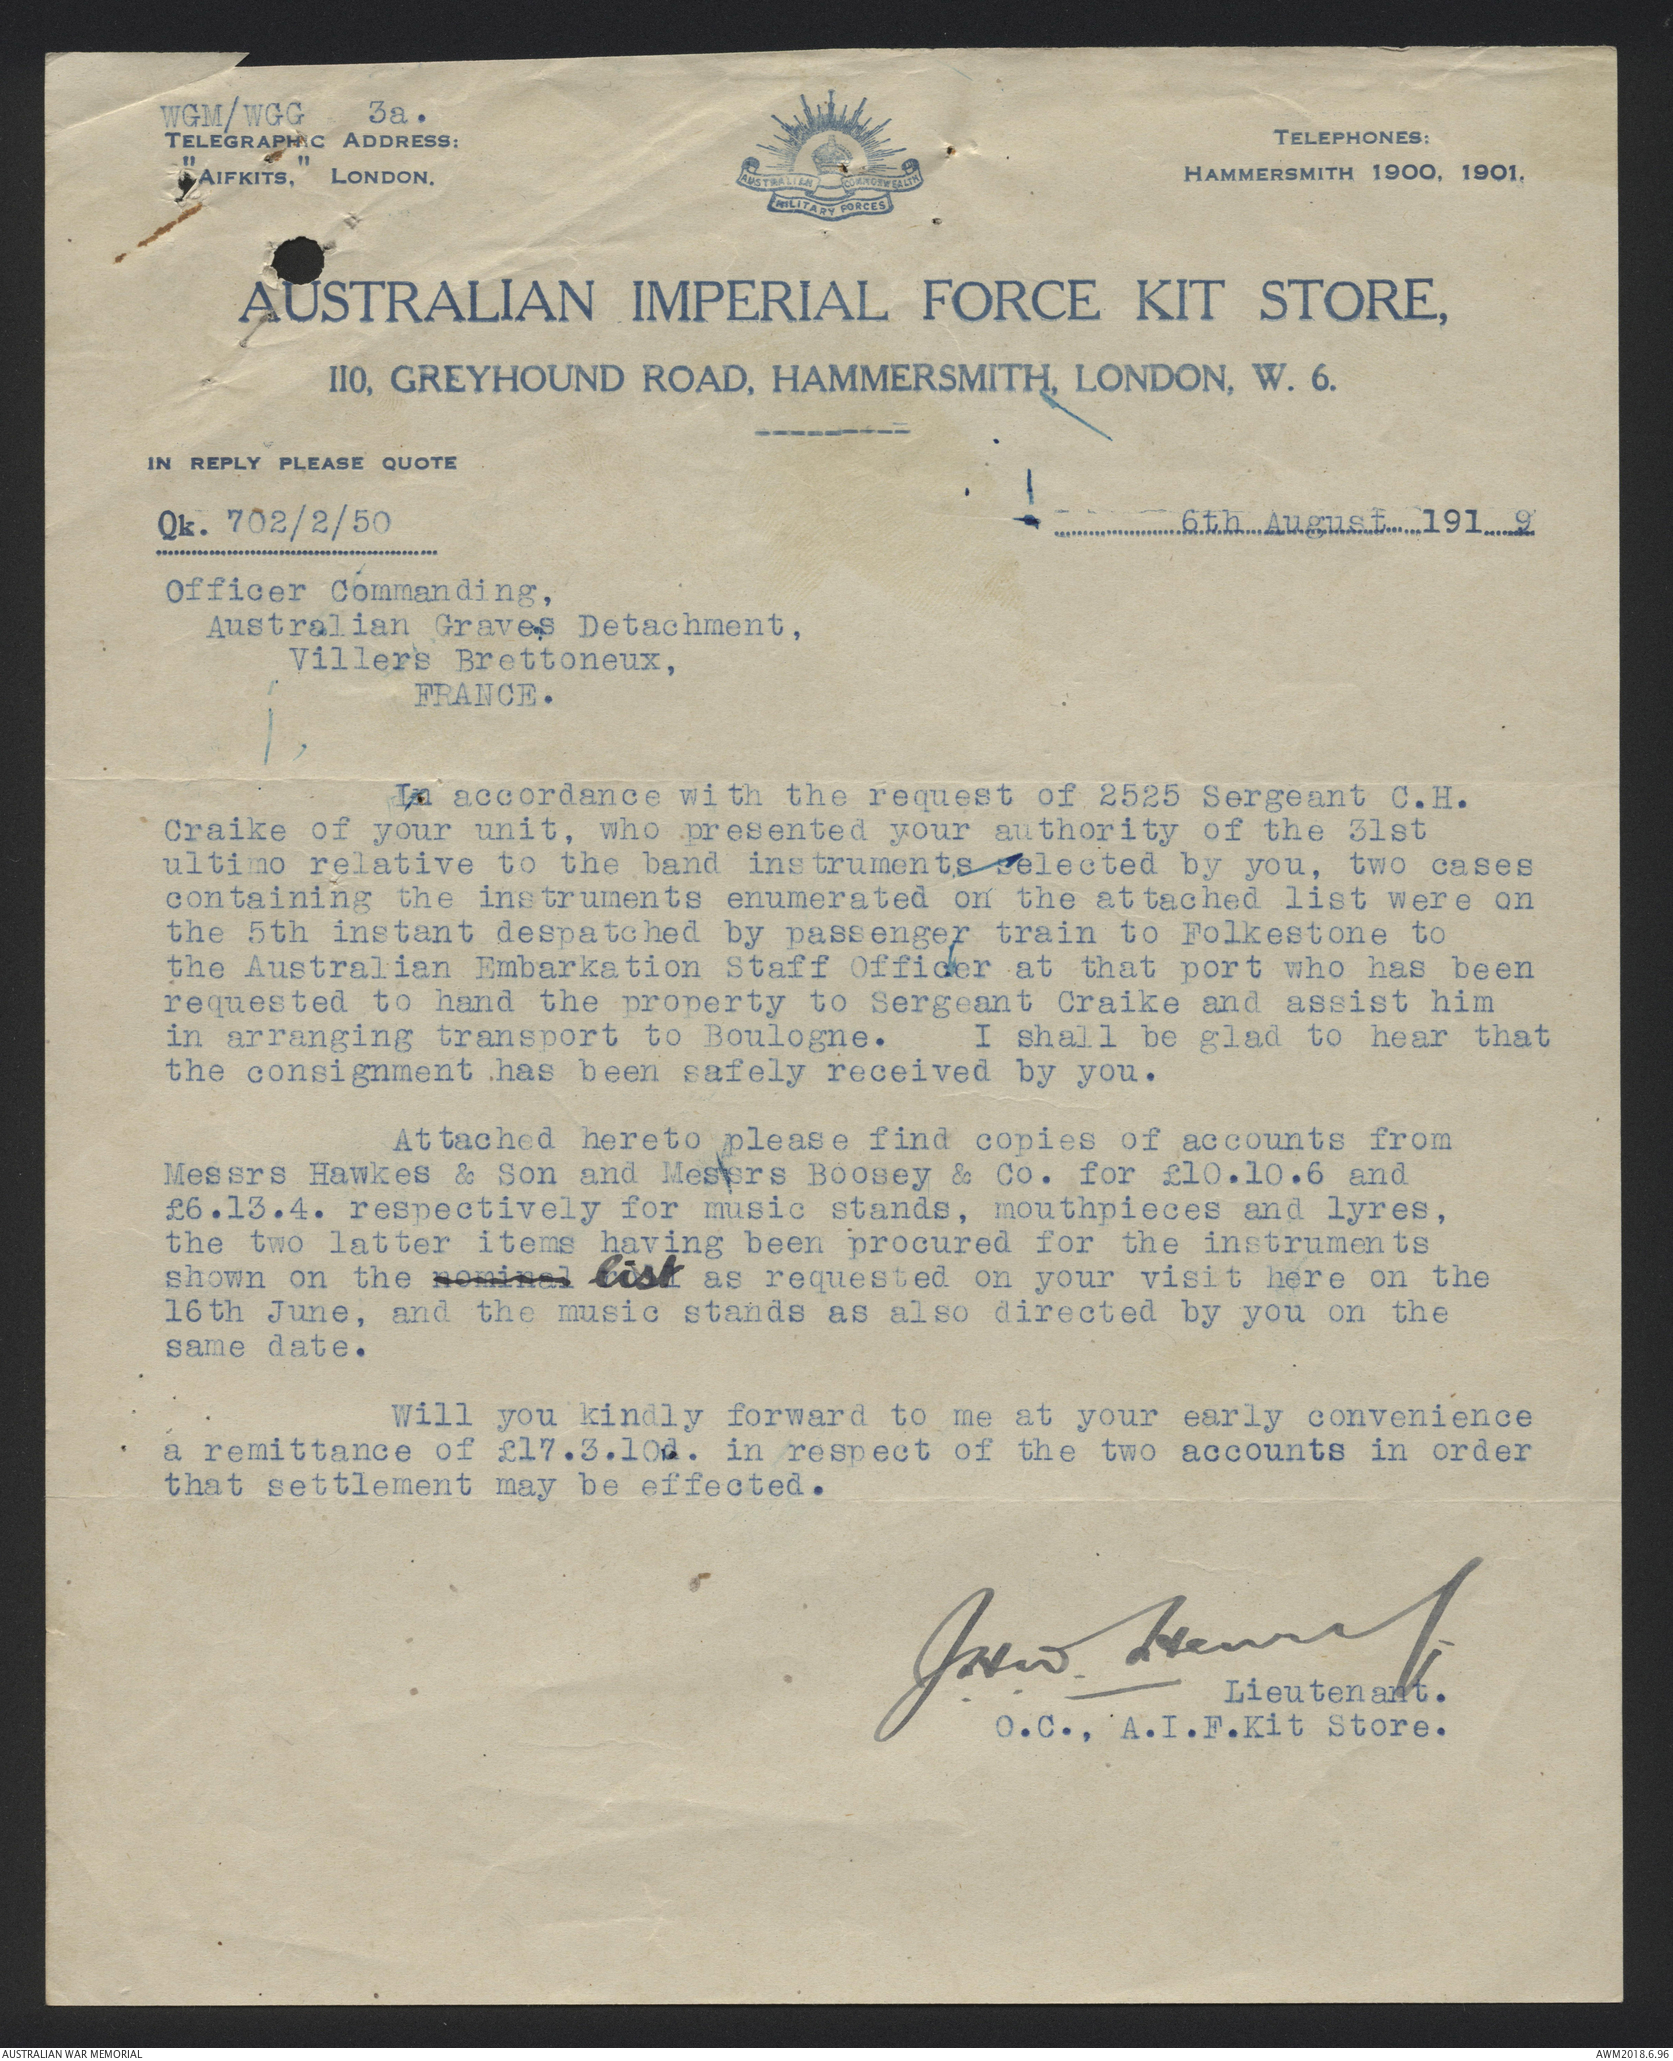 WGM/WGG 3a.
TELEGRAPHIC ADDRESS:
"AIFKITS," LONDON.
AUSTRALIAN COMMONWEALTH
MILITARY FORCES
TELEPHONES:
HAMMERSMITH 1900, 1901.
AUSTRALIAN IMPERIAL FORCE KIT STORE,
110, GREYHOUND ROAD, HAMMERSMITH, LONDON, W. 6.
IN REPLY PLEASE QUOTE
Qk. 702/2/50
6th August 1919
Officer Commanding,
Australian Graves Detachment,
Villers Brettoneux,
FRANCE.
In accordance with the request of 2525 Sergeant C.H.
Craike of your unit, who presented your authority of the 31st
ultimo relative to the band instruments selected by you, two cases
containing the instruments enumerated on the attached list were on
the 5th instant despatched by passenger train to Folkestone to
the Australian Embarkation Staff Officer at that port who has been
requested to hand the property to Sergeant Craike and assist him
in arranging transport to Boulogne. I shall be glad to hear that
the consignment has been safely received by you.
Attached hereto please find copies of accounts from
Messrs Hawkes & Son and Messrs Boosey & Co. for £10.10.6 and
£6.13.4. respectively for music stands, mouthpieces and lyres,
the two latter items having been procured for the instruments
shown on the nominal list as requested on your visit here on the
16th June, and the music stands as also directed by you on the
same date.
Will you kindly forward to me at your early convenience
a remittance of £17.3.10d. in respect of the two accounts in order
that settlement may be effected.
Lieutenant.
O.C., A.I.F.Kit Store.
AUSTRALIAN WAR MEMORIAL
AWM2018.6.96